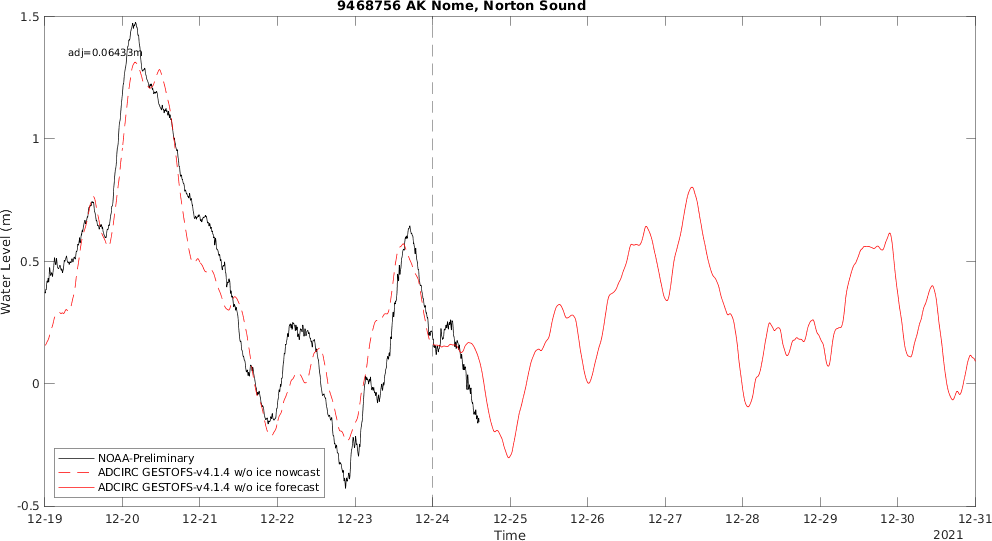 9468756 AK Nome, Norton Sound
adj=0.06433m
Water Level (m)
1.5
1
0.5
0
-0.5
NOAA-Preliminary
ADCIRC GESTOFS-v4.1.4 w/o ice nowcast
ADCIRC GESTOFS-v4.1.4 w/o ice forecast
12-19 12-20 12-21 12-22 12-23 12-24 12-25 12-26 12-27 12-28 12-29 12-30 12-31
Time
2021